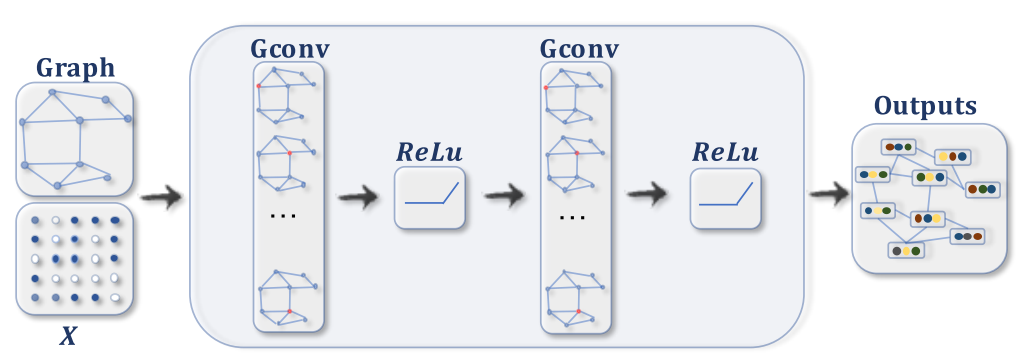 Graph
X
Gconv
...
ReLu
Gconv
...
ReLu
Outputs